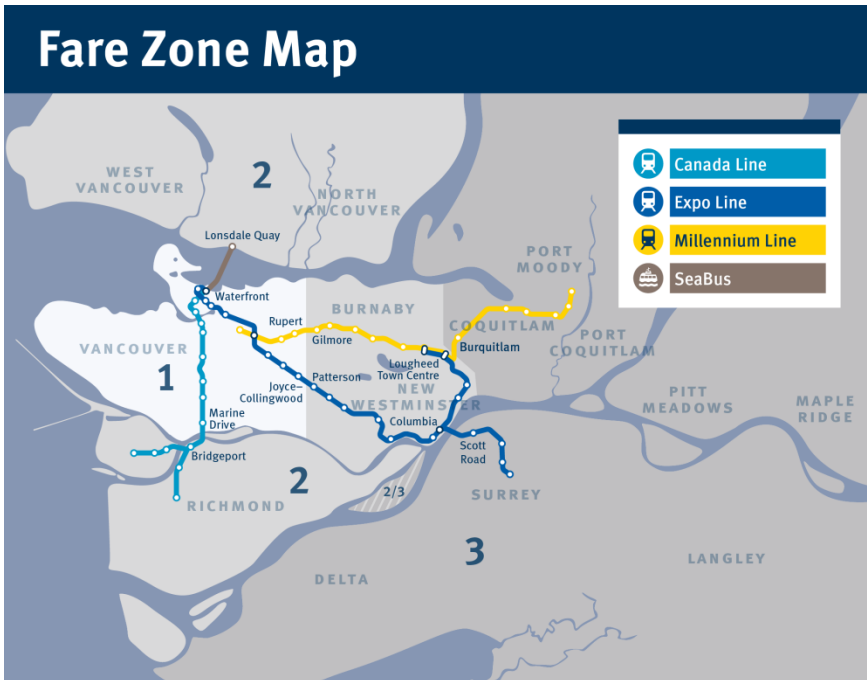 Fare Zone Map
Canada Line
Expo Line
Millennium Line
SeaBus
WEST
VANCOUVER
2
NORTH
VANCOUVER
Lonsdale Quay
PORT
MOODY
Waterfront
BURNABY
Rupert
Gilmore
COQUITLAM
PORT
COQUITLAM
Burquitlam
VANCOUVER
1
Lougheed
Town Centre
Joyce–
Collingwood
Patterson
NEW
WESTMINSTER
PITT
MEADOWS
MAPLE
RIDGE
Marine
Drive
Columbia
Bridgeport
Scott
Road
2
2/3
RICHMOND
SURREY
3
LANGLEY
DELTA